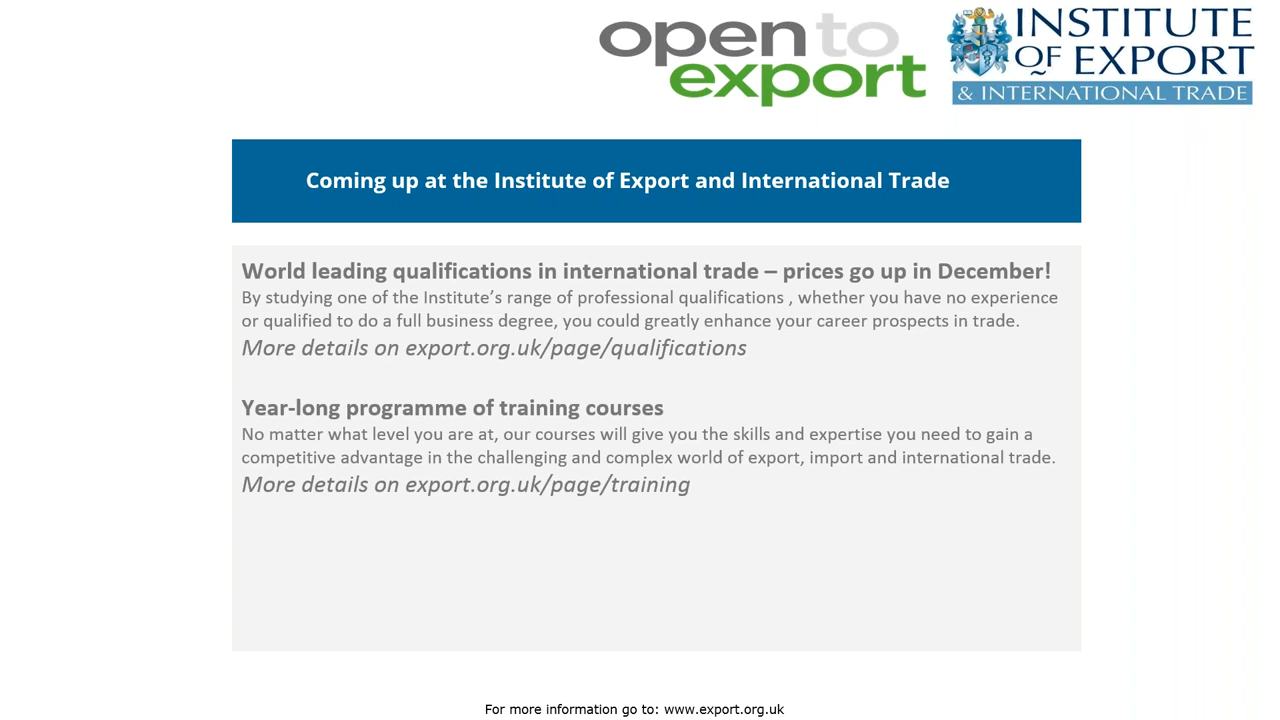 open to
export
INSTITUTE
OF EXPORT
& INTERNATIONAL TRADE
Coming up at the Institute of Export and International Trade
World leading qualifications in international trade – prices go up in December!
By studying one of the Institute’s range of professional qualifications , whether you have no experience
or qualified to do a full business degree, you could greatly enhance your career prospects in trade.
More details on export.org.uk/page/qualifications
Year-long programme of training courses
No matter what level you are at, our courses will give you the skills and expertise you need to gain a
competitive advantage in the challenging and complex world of export, import and international trade.
More details on export.org.uk/page/training
For more information go to: www.export.org.uk